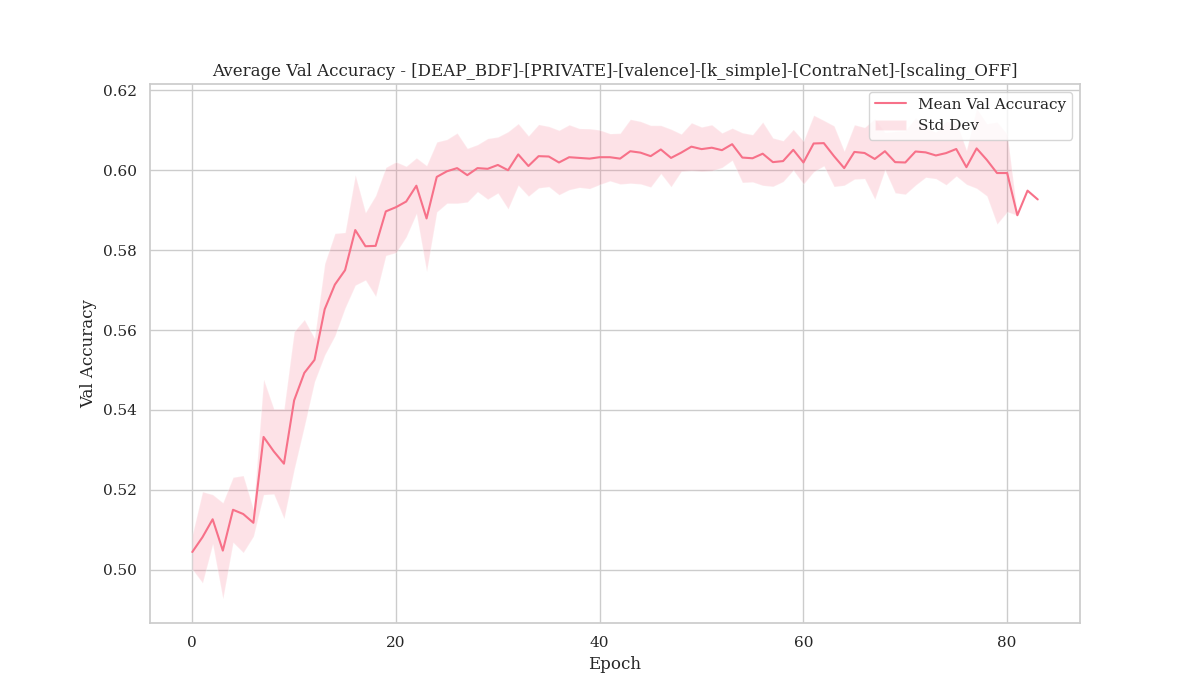 Average Val Accuracy - [DEAP_BDF]-[PRIVATE]-[valence]-[k_simple]-[ContraNet]-[scaling_OFF]
Mean Val Accuracy
Std Dev
Val Accuracy
0.62
0.60
0.58
0.56
0.54
0.52
0.50
0 20 40 60 80
Epoch